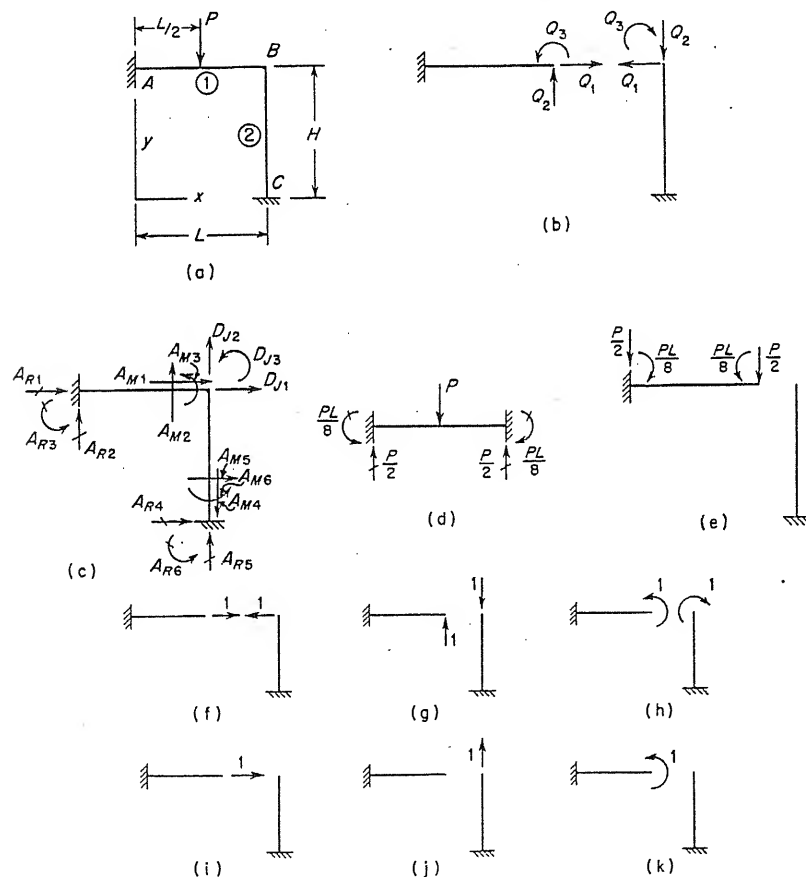 L/2
P
A
B
1
y
2
H
C
x
L
(a)
Q3
Q1
Q2
Q3
Q2
Q1
(b)
DJ2
AM3
DJ3
AM1
DJ1
AR1
AM2
AR3
AR2
AM5
AM6
AM4
AR4
AR6
AR5
(c)
P
PL/8
P/2
P/2
PL/8
(d)
P/2
PL/8
PL/8
P/2
(e)
1 1
(f)
1
1
(g)
1 1
(h)
1
(i)
1
(j)
1
(k)